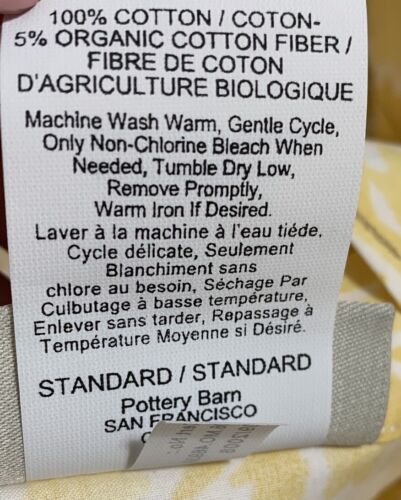 100% COTTON / COTON-
5% ORGANIC COTTON FIBER /
FIBRE DE COTON
D'AGRICULTURE BIOLOGIQUE
Machine Wash Warm, Gentle Cycle,
Only Non-Chlorine Bleach When
Needed, Tumble Dry Low,
Remove Promptly,
Warm Iron If Desired.
Laver à la machine à l'eau tiéde,
Cycle délicate, Seulement
Blanchiment sans
chlore au besoin, Séchage Par
Culbutage à basse température,
Enlever sans tarder, Repassage à
Température Moyenne si Désiré.
STANDARD / STANDARD
Pottery Barn
SAN FRANCISCO